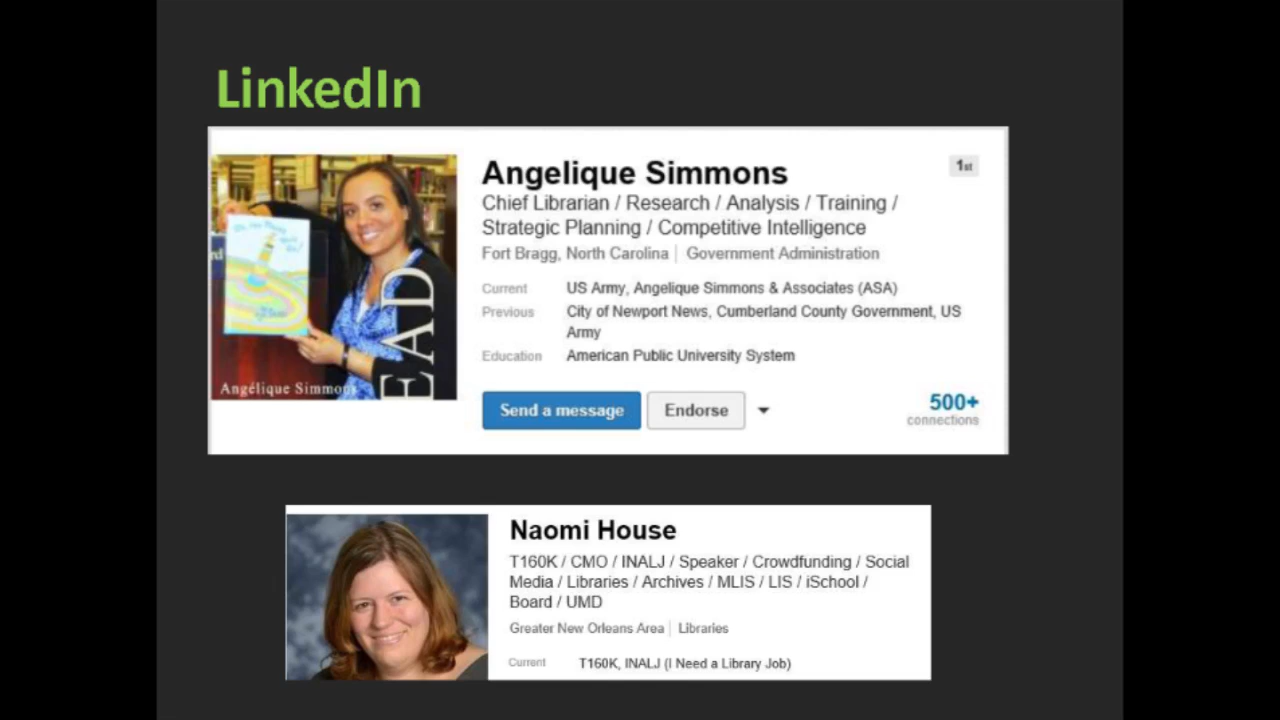 LinkedIn
Angelique Simmons
1st
Chief Librarian / Research / Analysis / Training /
Strategic Planning / Competitive Intelligence
Fort Bragg, North Carolina | Government Administration
Current US Army, Angelique Simmons & Associates (ASA)
Previous City of Newport News, Cumberland County Government, US
Army
Education American Public University System
Send a message Endorse
500+
connections
EAD
Angélique Simmons
Naomi House
T160K / CMO / INALJ / Speaker / Crowdfunding / Social
Media / Libraries / Archives / MLIS / LIS / iSchool /
Board / UMD
Greater New Orleans Area | Libraries
Current T160K, INALJ (I Need a Library Job)